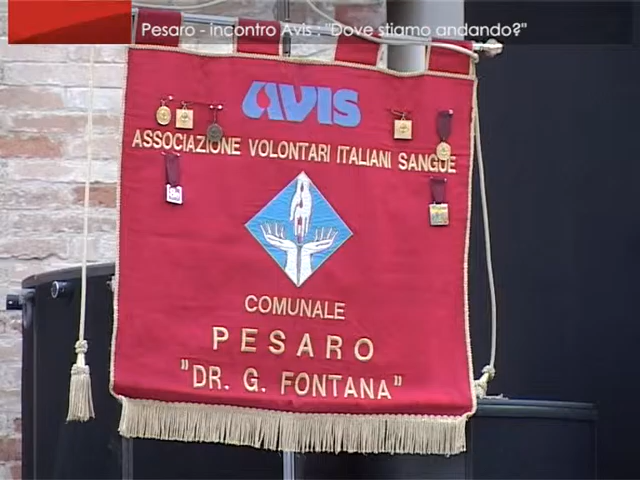 Pesaro - incontro Avis : "Dove stiamo andando?"
AVIS
ASSOCIAZIONE VOLONTARI ITALIANI SANGUE
COMUNALE
PESARO
"DR. G. FONTANA"